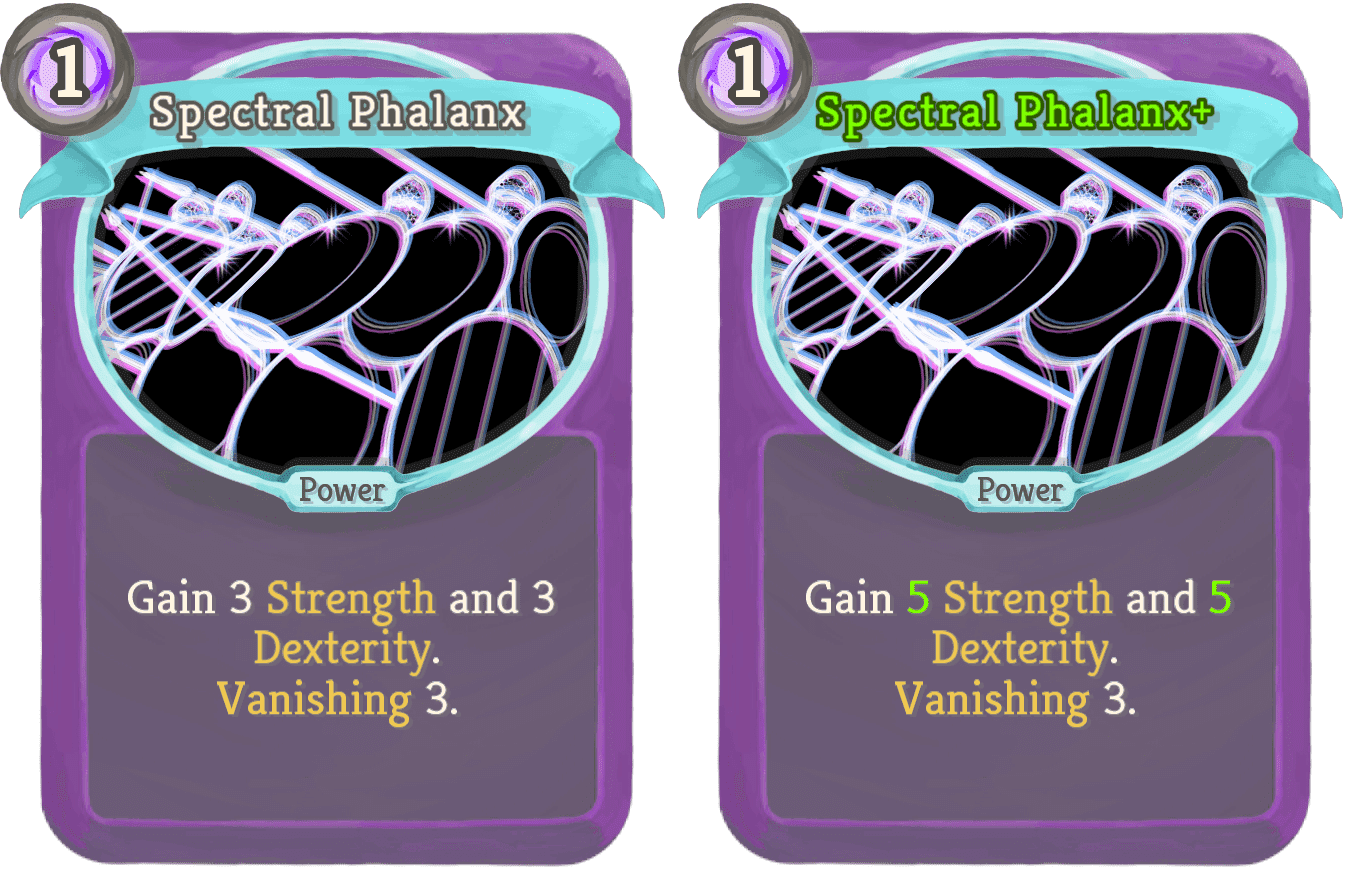 1
Spectral Phalanx
Power
Gain 3 Strength and 3
Dexterity.
Vanishing 3.
1
Spectral Phalanx+
Power
Gain 5 Strength and 5
Dexterity.
Vanishing 3.